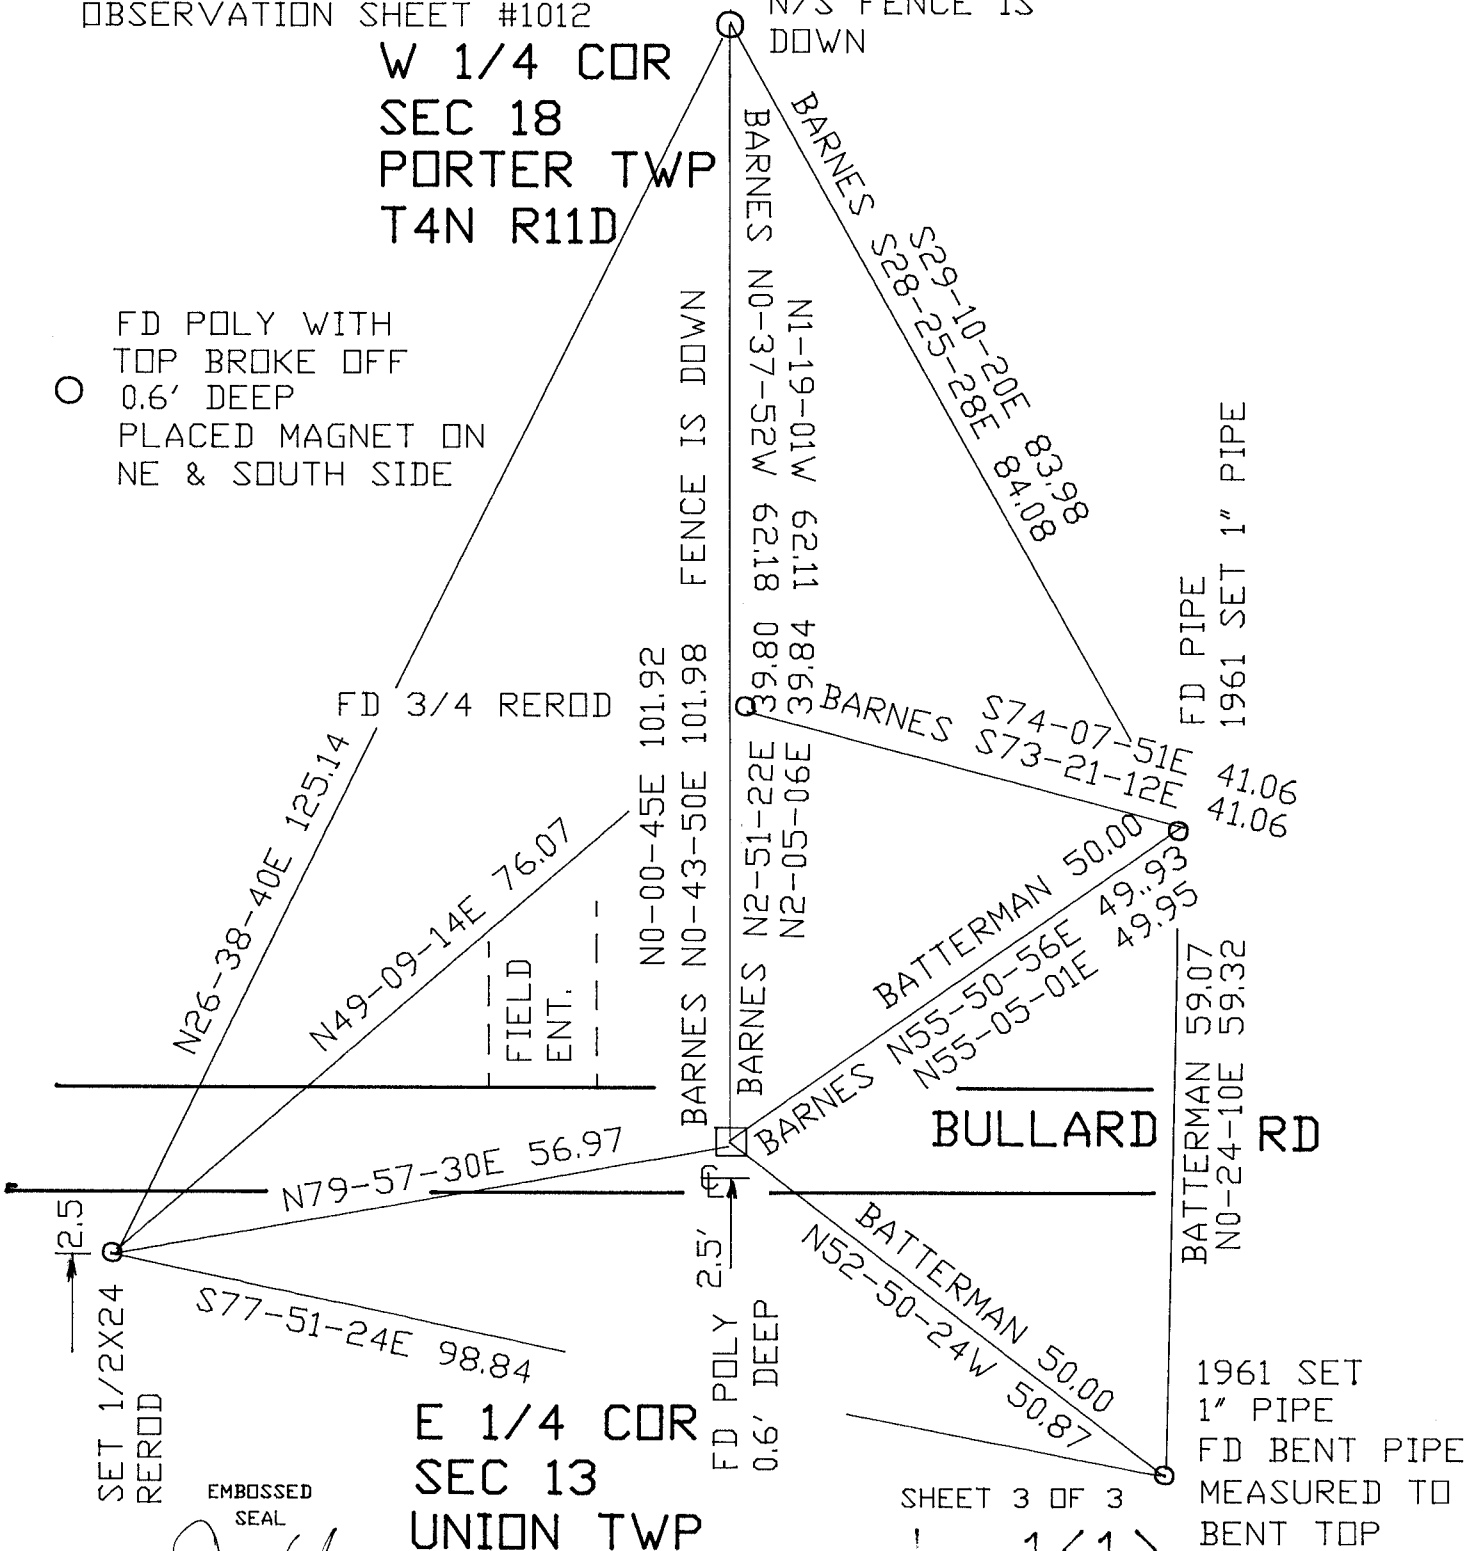 OBSERVATION SHEET #1012
N/S FENCE IS
DOWN
W 1/4 COR
SEC 18
PORTER TWP
T4N R11D
FD POLY WITH
TOP BROKE OFF
0.6' DEEP
PLACED MAGNET ON
NE & SOUTH SIDE
BARNES N0-37-52W 62.18
N1-19-01W 62.11
BARNES S28-25-28E 84.08
S29-10-20E 83.98
FENCE IS DOWN
FD PIPE
1961 SET 1" PIPE
FD 3/4 REROD
39.80
39.84
BARNES S73-21-12E 41.06
S74-07-51E 41.06
N0-00-45E 101.92
BARNES N0-43-50E 101.98
BARNES N2-51-22E
N2-05-06E
N26-38-40E 125.14
N49-09-14E 76.07
FIELD
ENT.
BATTERMAN 50.00
BARNES N55-50-56E 49..93
N55-05-01E 49.95
BATTERMAN 59.07
N0-24-10E 59.32
BULLARD RD
N79-57-30E 56.97
2.5
SET 1/2X24
REROD
S77-51-24E 98.84
FD POLY 2.5'
0.6' DEEP
BATTERMAN 50.00
N52-50-24W 50.87
E 1/4 COR
SEC 13
UNION TWP
1961 SET
1" PIPE
FD BENT PIPE
MEASURED TO
BENT TOP
EMBOSSED
SEAL
SHEET 3 OF 3